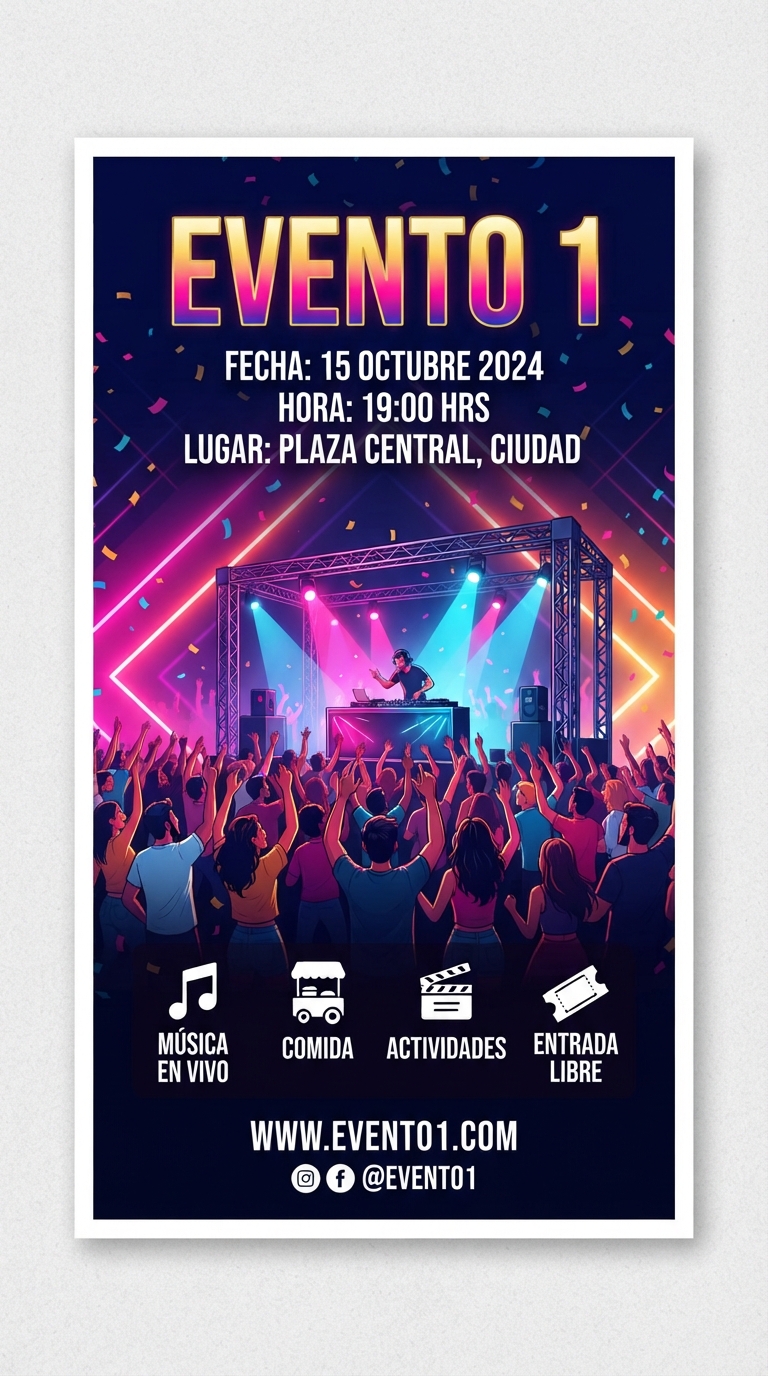 EVENTO 1
FECHA: 15 OCTUBRE 2024
HORA: 19:00 HRS
LUGAR: PLAZA CENTRAL, CIUDAD
MÚSICA
EN VIVO
COMIDA
ACTIVIDADES
ENTRADA
LIBRE
WWW.EVENTO1.COM
@EVENTO1